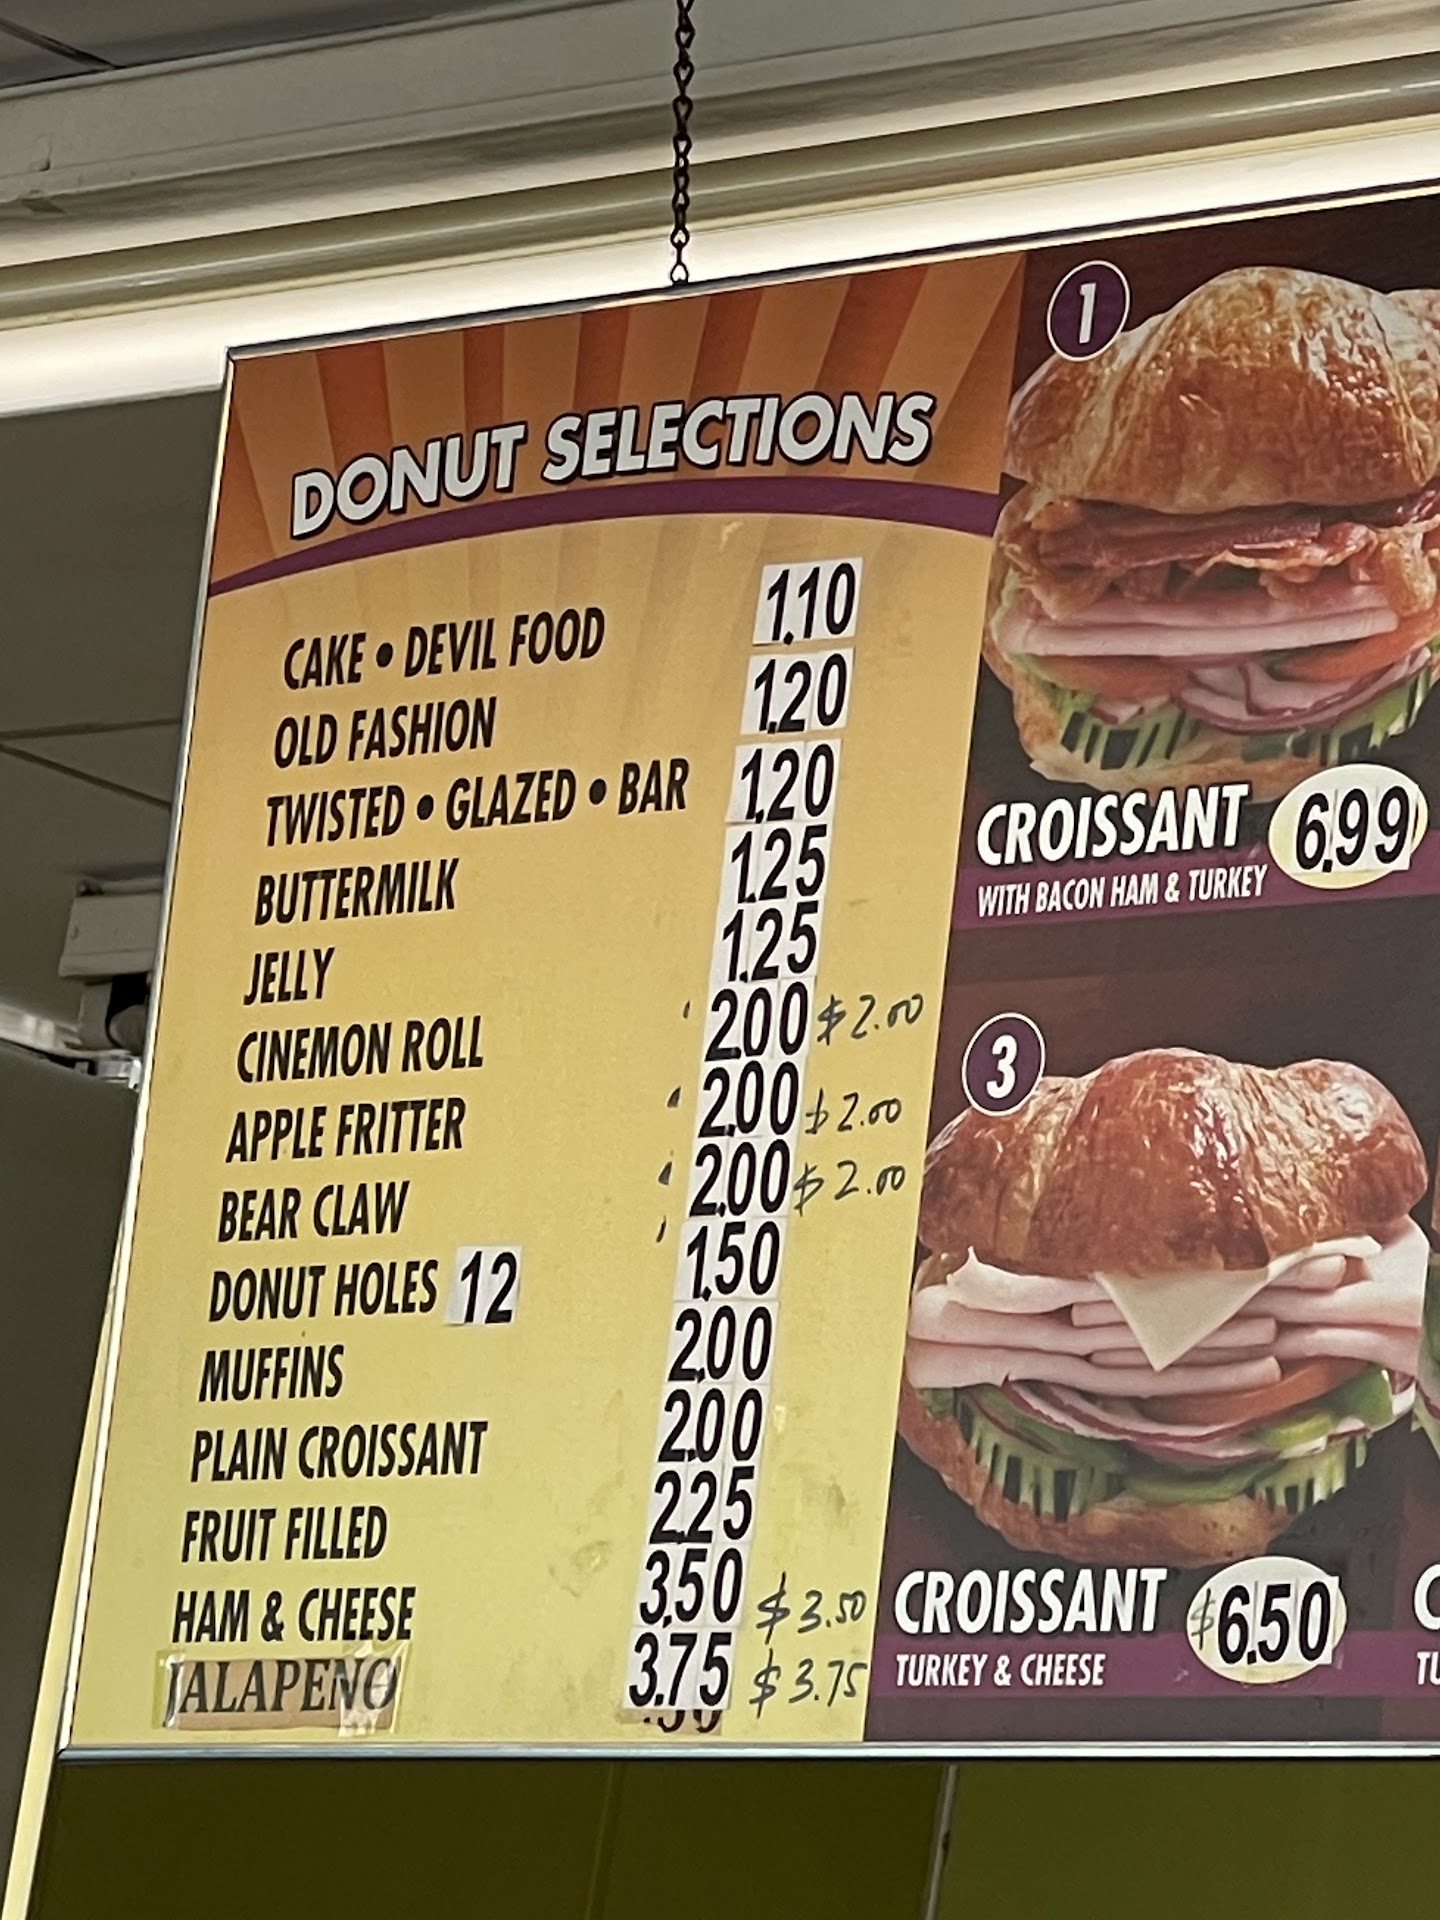 DONUT SELECTIONS
CAKE • DEVIL FOOD 1.10
OLD FASHION 1.20
TWISTED • GLAZED • BAR 1.20
BUTTERMILK 1.25
JELLY 1.25
CINEMON ROLL 2.00 $2.00
APPLE FRITTER 2.00 $2.00
BEAR CLAW 2.00 $2.00
DONUT HOLES 12 1.50
MUFFINS 2.00
PLAIN CROISSANT 2.00
FRUIT FILLED 2.25
HAM & CHEESE 3.50 $3.50
JALAPENO 3.75 $3.75
1
CROISSANT 6.99
WITH BACON HAM & TURKEY
3
CROISSANT $6.50
TURKEY & CHEESE